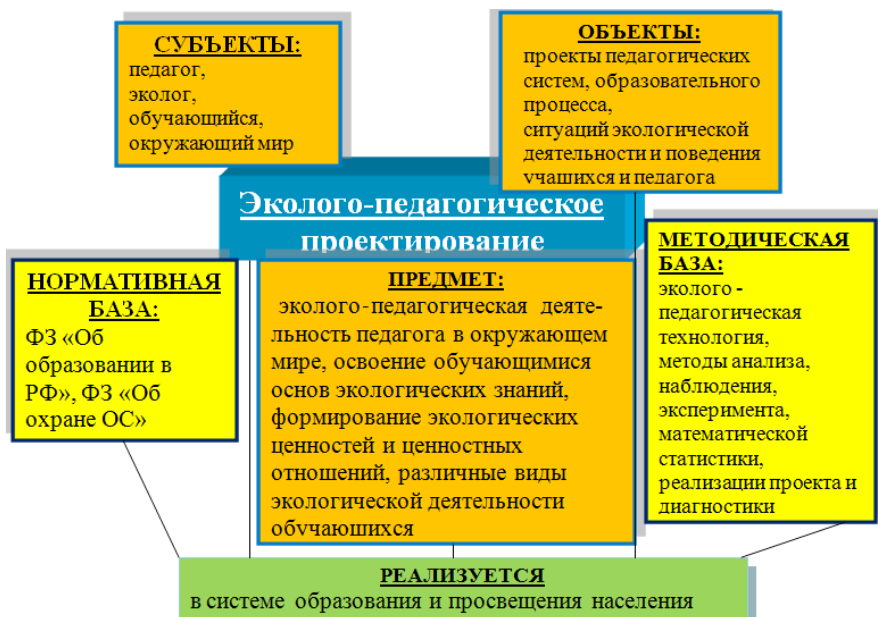 СУБЪЕКТЫ:
педагог,
эколог,
обучающийся,
окружающий мир
ОБЪЕКТЫ:
проекты педагогических
систем, образовательного
процесса,
ситуаций экологической
деятельности и поведения
учащихся и педагога
Эколого-педагогическое
проектирование
НОРМАТИВНАЯ
БАЗА:
ФЗ «Об
образовании в
РФ», ФЗ «Об
охране ОС»
ПРЕДМЕТ:
эколого-педагогическая деяте-
льность педагога в окружающем
мире, освоение обучающимися
основ экологических знаний,
формирование экологических
ценностей и ценностных
отношений, различные виды
экологической деятельности
обучающихся
МЕТОДИЧЕСКАЯ
БАЗА:
эколого -
педагогическая
технология,
методы анализа,
наблюдения,
эксперимента,
математической
статистики,
реализации проекта и
диагностики
РЕАЛИЗУЕТСЯ
в системе образования и просвещения населения